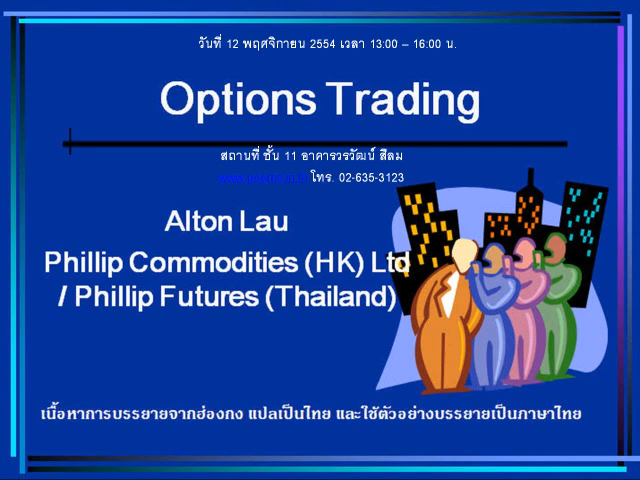 วันที่ 12 พฤศจิกายน 2554 เวลา 13:00 – 16:00 น.
Options Trading
สถานที่ ชั้น 11 อาคารวรวัฒน์ สีลม
โทร. 02-635-3123
Alton Lau
Phillip Commodities (HK) Ltd
/ Phillip Futures (Thailand)
เนื้อหาการบรรยายจากฮ่องกง แปลเป็นไทย และใช้ตัวอย่างบรรยายเป็นภาษาไทย